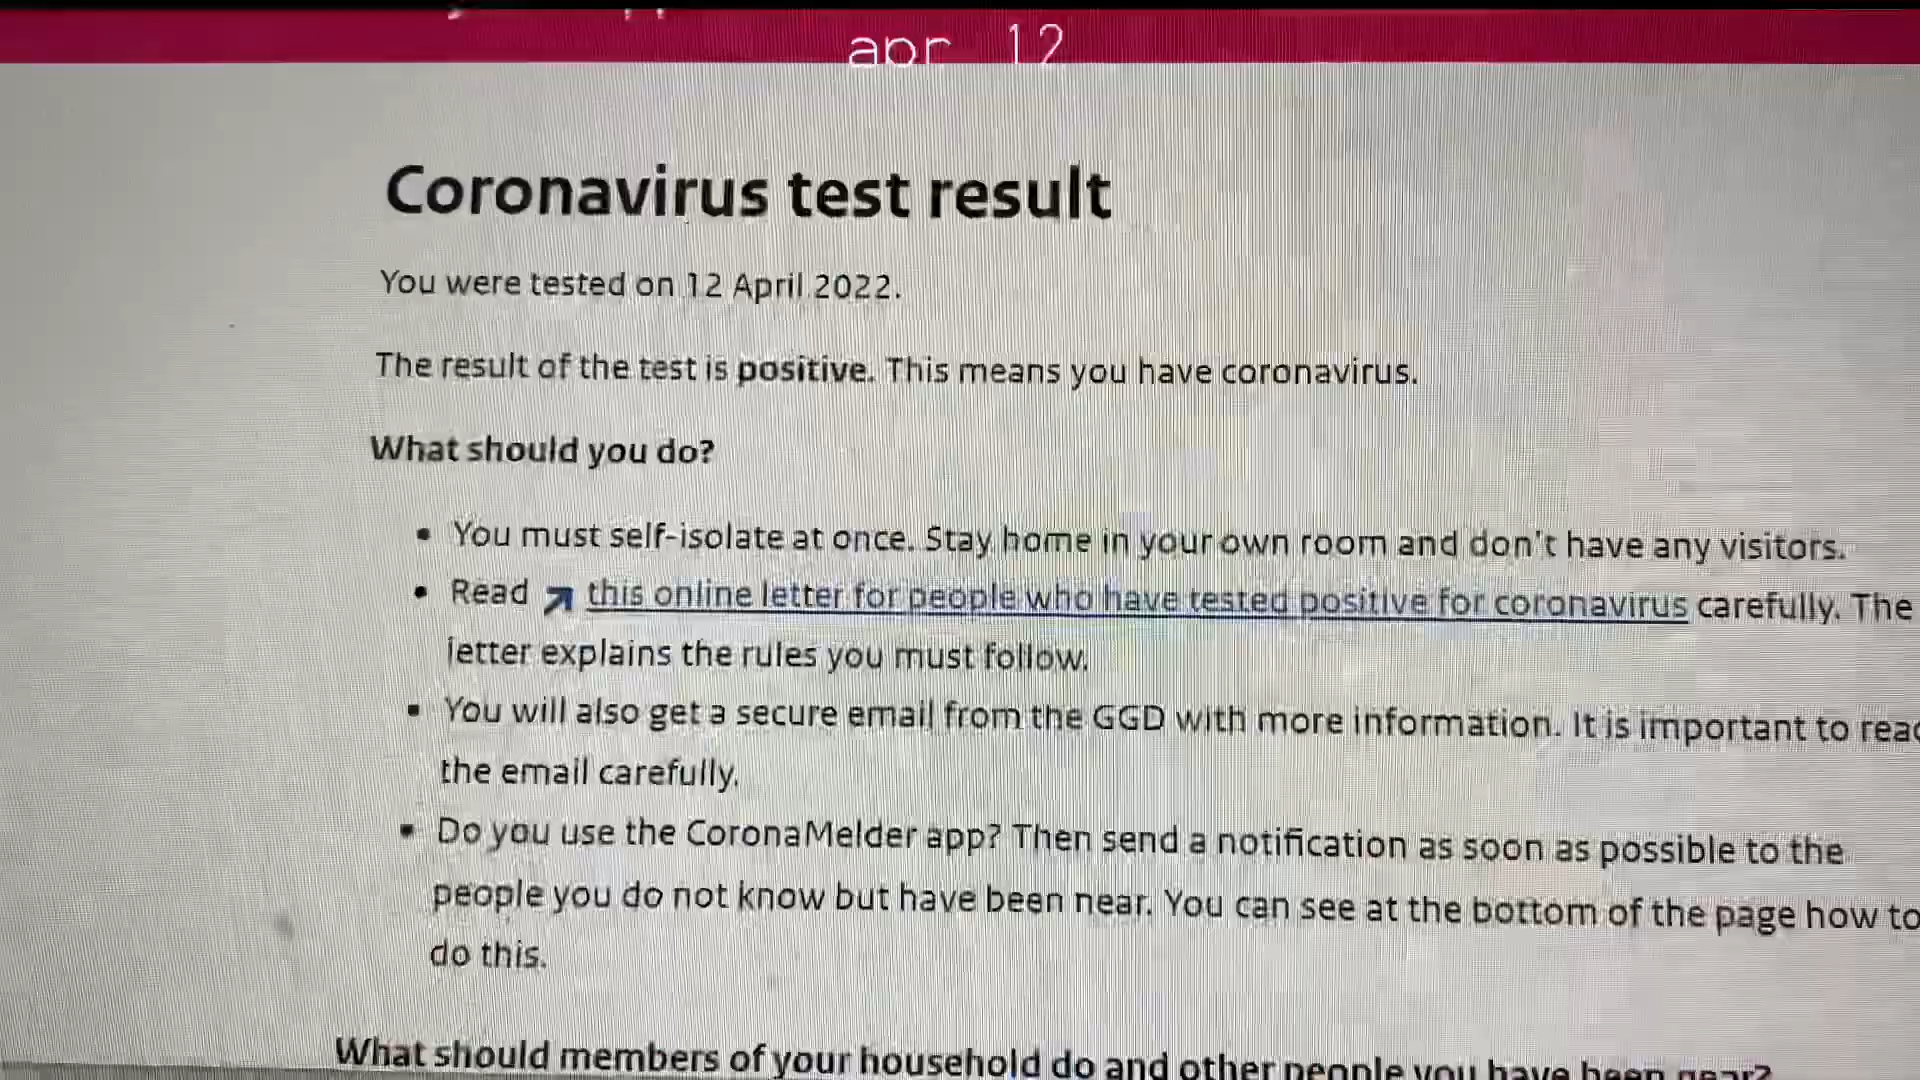 apr 12
Coronavirus test result
You were tested on 12 April 2022.
The result of the test is positive. This means you have coronavirus.
What should you do?
• You must self-isolate at once. Stay home in your own room and don't have any visitors.
• Read this online letter for people who have tested positive for coronavirus carefully. The
letter explains the rules you must follow.
• You will also get a secure email from the GGD with more information. It is important to read
the email carefully.
• Do you use the CoronaMelder app? Then send a notification as soon as possible to the
people you do not know but have been near. You can see at the bottom of the page how to
do this.
What should members of your household do and other people you have been near?